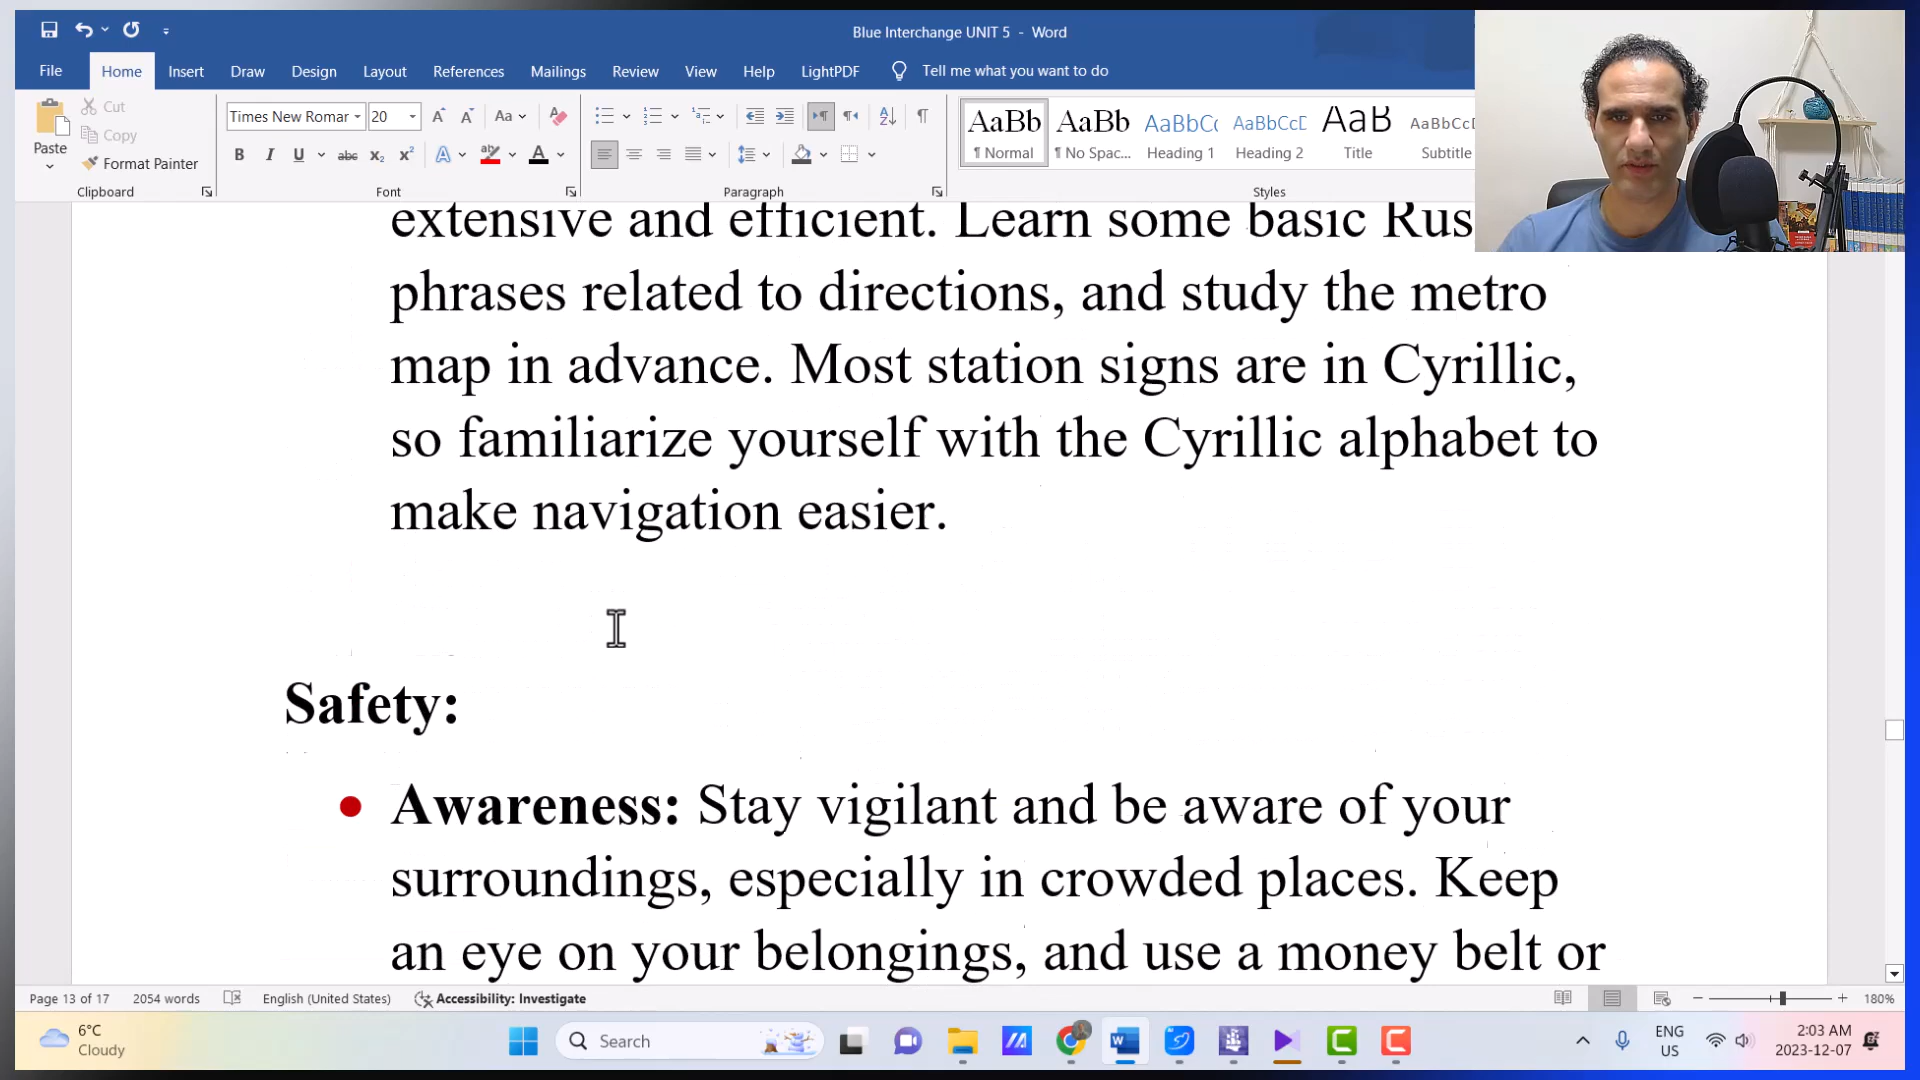 Blue Interchange UNIT 5 - Word
File Home Insert Draw Design Layout References Mailings Review View Help LightPDF Tell me what you want to do
Paste
Cut
Copy
Format Painter
Clipboard
Times New Romar 20
Font
Paragraph
AaBb AaBb AaBbCc AaBbCcD AaB AaBbCcD
¶ Normal ¶ No Spac... Heading 1 Heading 2 Title Subtitle
Styles
extensive and efficient. Learn some basic Rus
phrases related to directions, and study the metro
map in advance. Most station signs are in Cyrillic,
so familiarize yourself with the Cyrillic alphabet to
make navigation easier.
Safety:
Awareness: Stay vigilant and be aware of your
surroundings, especially in crowded places. Keep
an eye on your belongings, and use a money belt or
Page 13 of 17 2054 words English (United States) Accessibility: Investigate 180%
6°C
Cloudy
Search
ENG
US
2:03 AM
2023-12-07